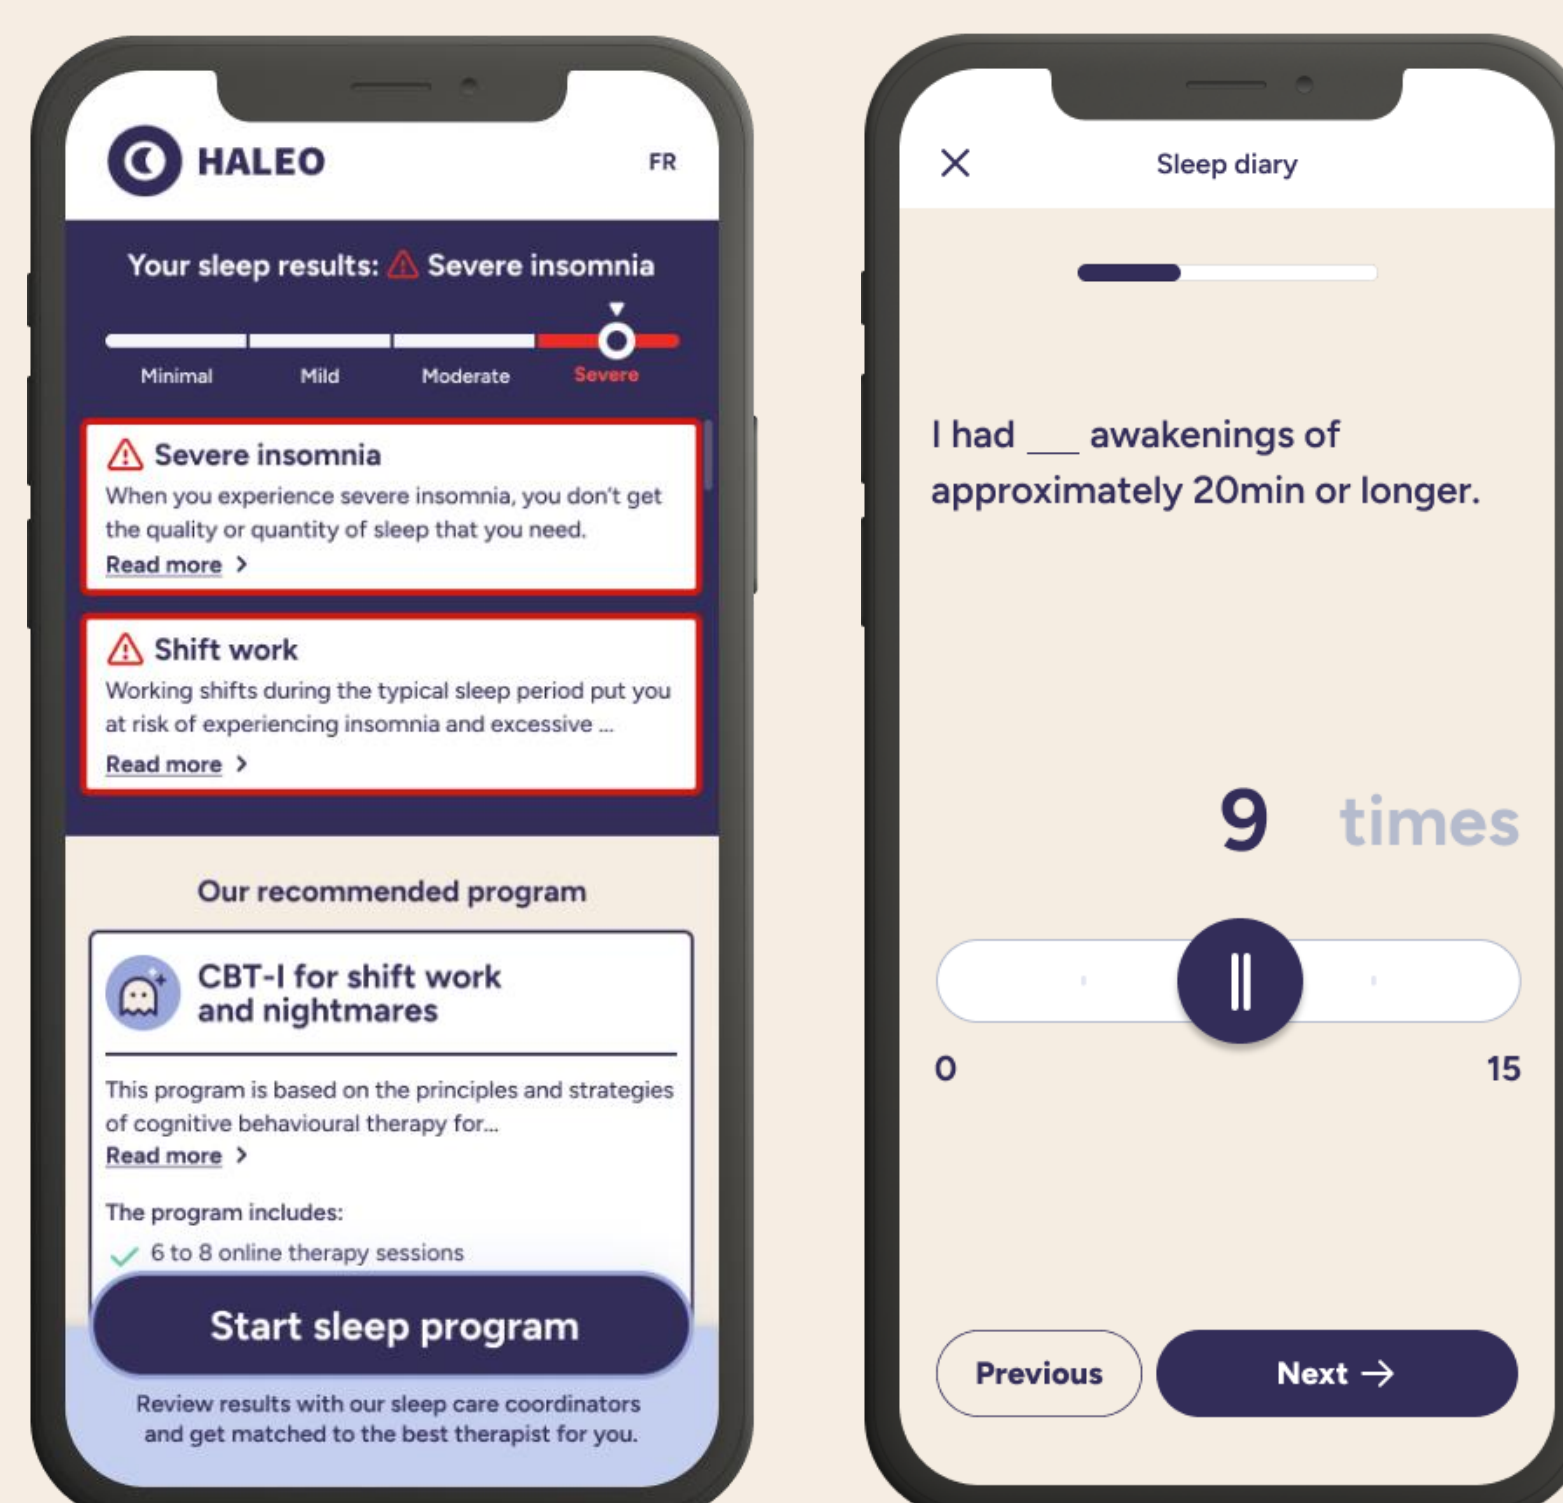 HALEO
FR
Your sleep results: Severe insomnia
Minimal
Mild
Moderate
Severe
Severe insomnia
When you experience severe insomnia, you don't get
the quality or quantity of sleep that you need.
Read more
Shift work
Working shifts during the typical sleep period put you
at risk of experiencing insomnia and excessive ...
Read more
Our recommended program
CBT-I for shift work
and nightmares
This program is based on the principles and strategies
of cognitive behavioural therapy for...
Read more
The program includes:
6 to 8 online therapy sessions
Start sleep program
Review results with our sleep care coordinators
and get matched to the best therapist for you.
Sleep diary
I had ___ awakenings of
approximately 20min or longer.
9 times
0
15
Previous
Next →